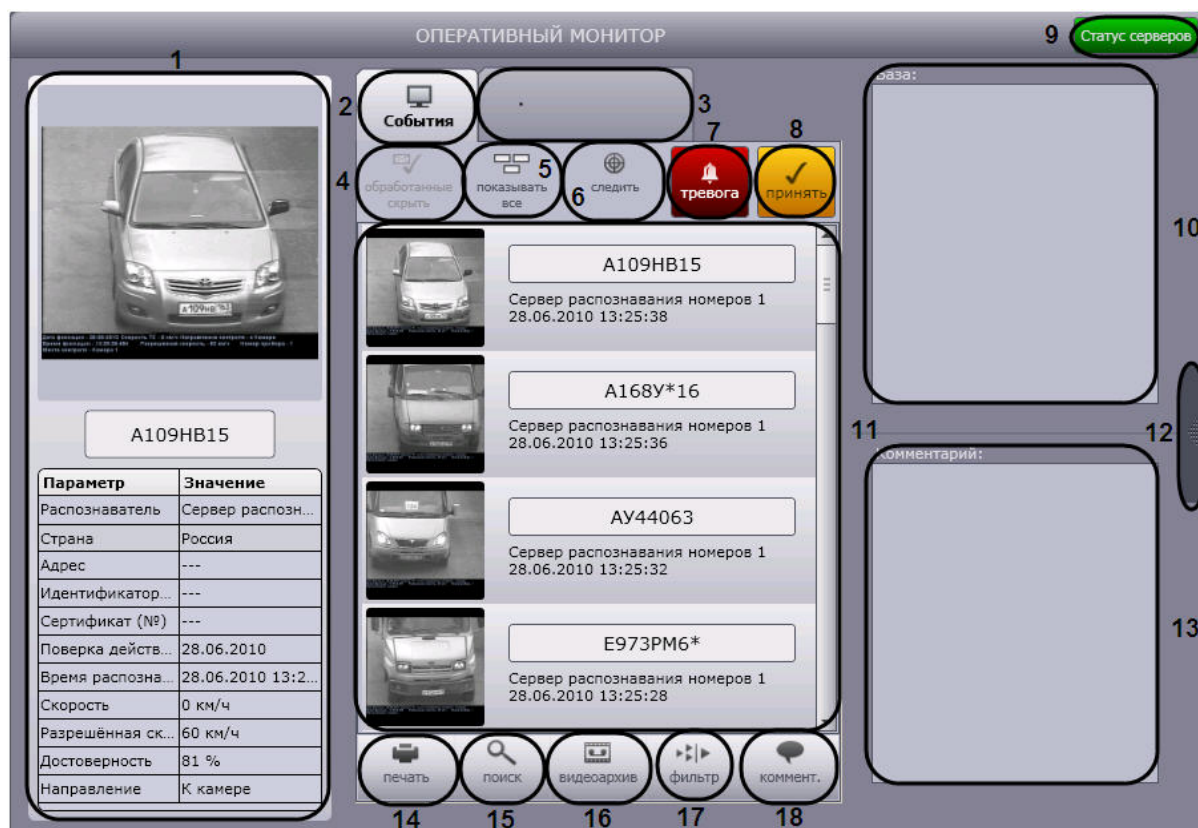 ОПЕРАТИВНЫЙ МОНИТОР
9
Статус серверов
1
2
События
3
7
8
База:
4
обработанные
скрыть
показывать
все
5
6
следить
тревога
принять
10
А109НВ15
Сервер распознавания номеров 1
28.06.2010 13:25:38
А168У*16
Сервер распознавания номеров 1
28.06.2010 13:25:36
АУ44063
Сервер распознавания номеров 1
28.06.2010 13:25:32
Е973РМ6*
Сервер распознавания номеров 1
28.06.2010 13:25:28
А109НВ15
Параметр Значение
Распознаватель Сервер распозн...
Страна Россия
Адрес ---
Идентификатор... ---
Сертификат (№) ---
Поверка действ... 28.06.2010
Время распозна... 28.06.2010 13:2...
Скорость 0 км/ч
Разрешённая ск... 60 км/ч
Достоверность 81 %
Направление К камере
11
12
Комментарий:
13
печать
поиск
видеоархив
фильтр
коммент.
14
15
16
17
18